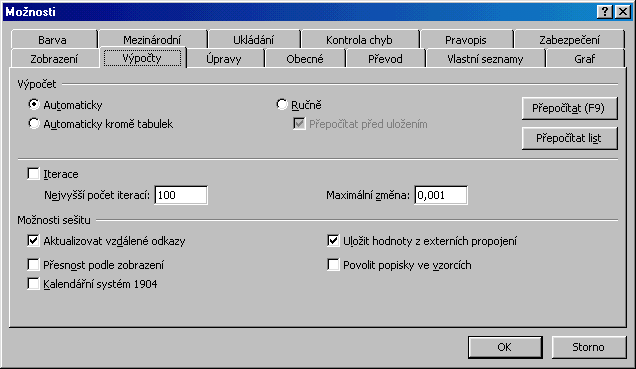 Možnosti
Barva Mezinárodní Ukládání Kontrola chyb Pravopis Zabezpečení
Zobrazení Výpočty Úpravy Obecné Převod Vlastní seznamy Graf
Výpočet
Automaticky Ručně Přepočítat (F9)
Automaticky kromě tabulek Přepočítat před uložením
Přepočítat list
Iterace
Nejvyšší počet iterací: 100 Maximální změna: 0,001
Možnosti sešitu
Aktualizovat vzdálené odkazy Uložit hodnoty z externích propojení
Přesnost podle zobrazení Povolit popisky ve vzorcích
Kalendářní systém 1904
OK Storno